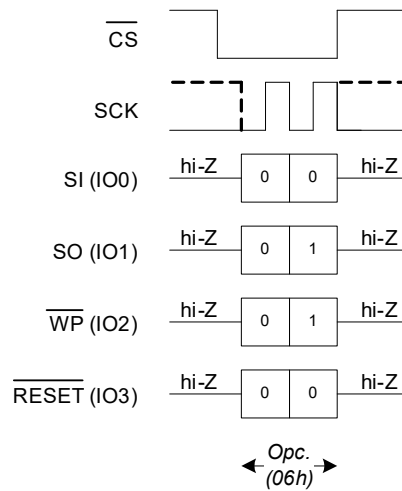 CS
SCK
hi-Z 0 0 hi-Z
SI (IO0)
hi-Z 0 1 hi-Z
SO (IO1)
hi-Z 0 1 hi-Z
WP (IO2)
hi-Z 0 0 hi-Z
RESET (IO3)
Opc.
(06h)